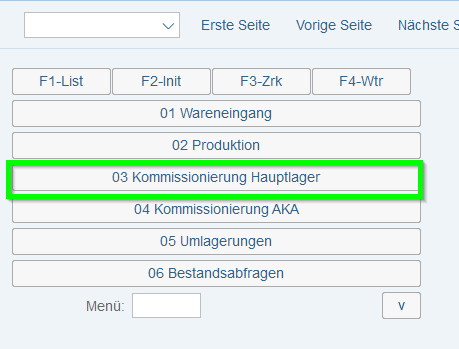 Erste Seite Vorige Seite Nächste S
F1-List F2-Init F3-Zrk F4-Wtr
01 Wareneingang
02 Produktion
03 Kommissionierung Hauptlager
04 Kommissionierung AKA
05 Umlagerungen
06 Bestandsabfragen
Menü: v